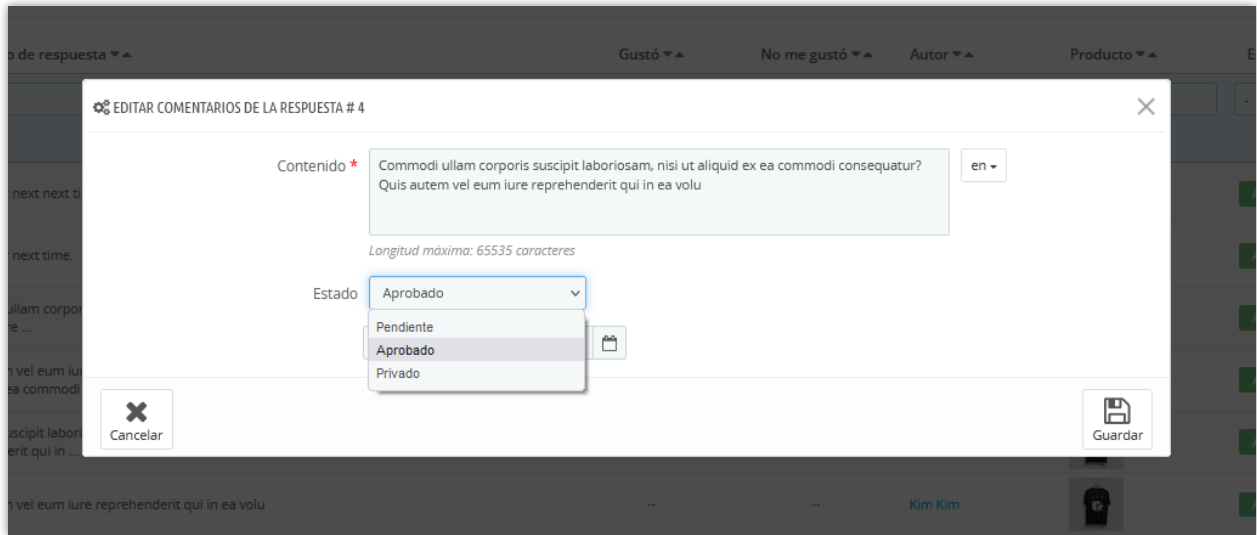 o de respuesta
Gustó
No me gustó
Autor
Producto
EDITAR COMENTARIOS DE LA RESPUESTA # 4
Contenido *
Commodi ullam corporis suscipit laboriosam, nisi ut aliquid ex ea commodi consequatur?
Quis autem vel eum iure reprehenderit qui in ea volu
en
Longitud máxima: 65535 caracteres
Estado
Aprobado
Pendiente
Aprobado
Privado
Cancelar
Guardar
next next ti
next time.
ullam corpor
re ...
vel eum iu
ea commodi
uscipit labori
erit qui in ...
vel eum iure reprehenderit qui in ea volu
--
--
Kim Kim